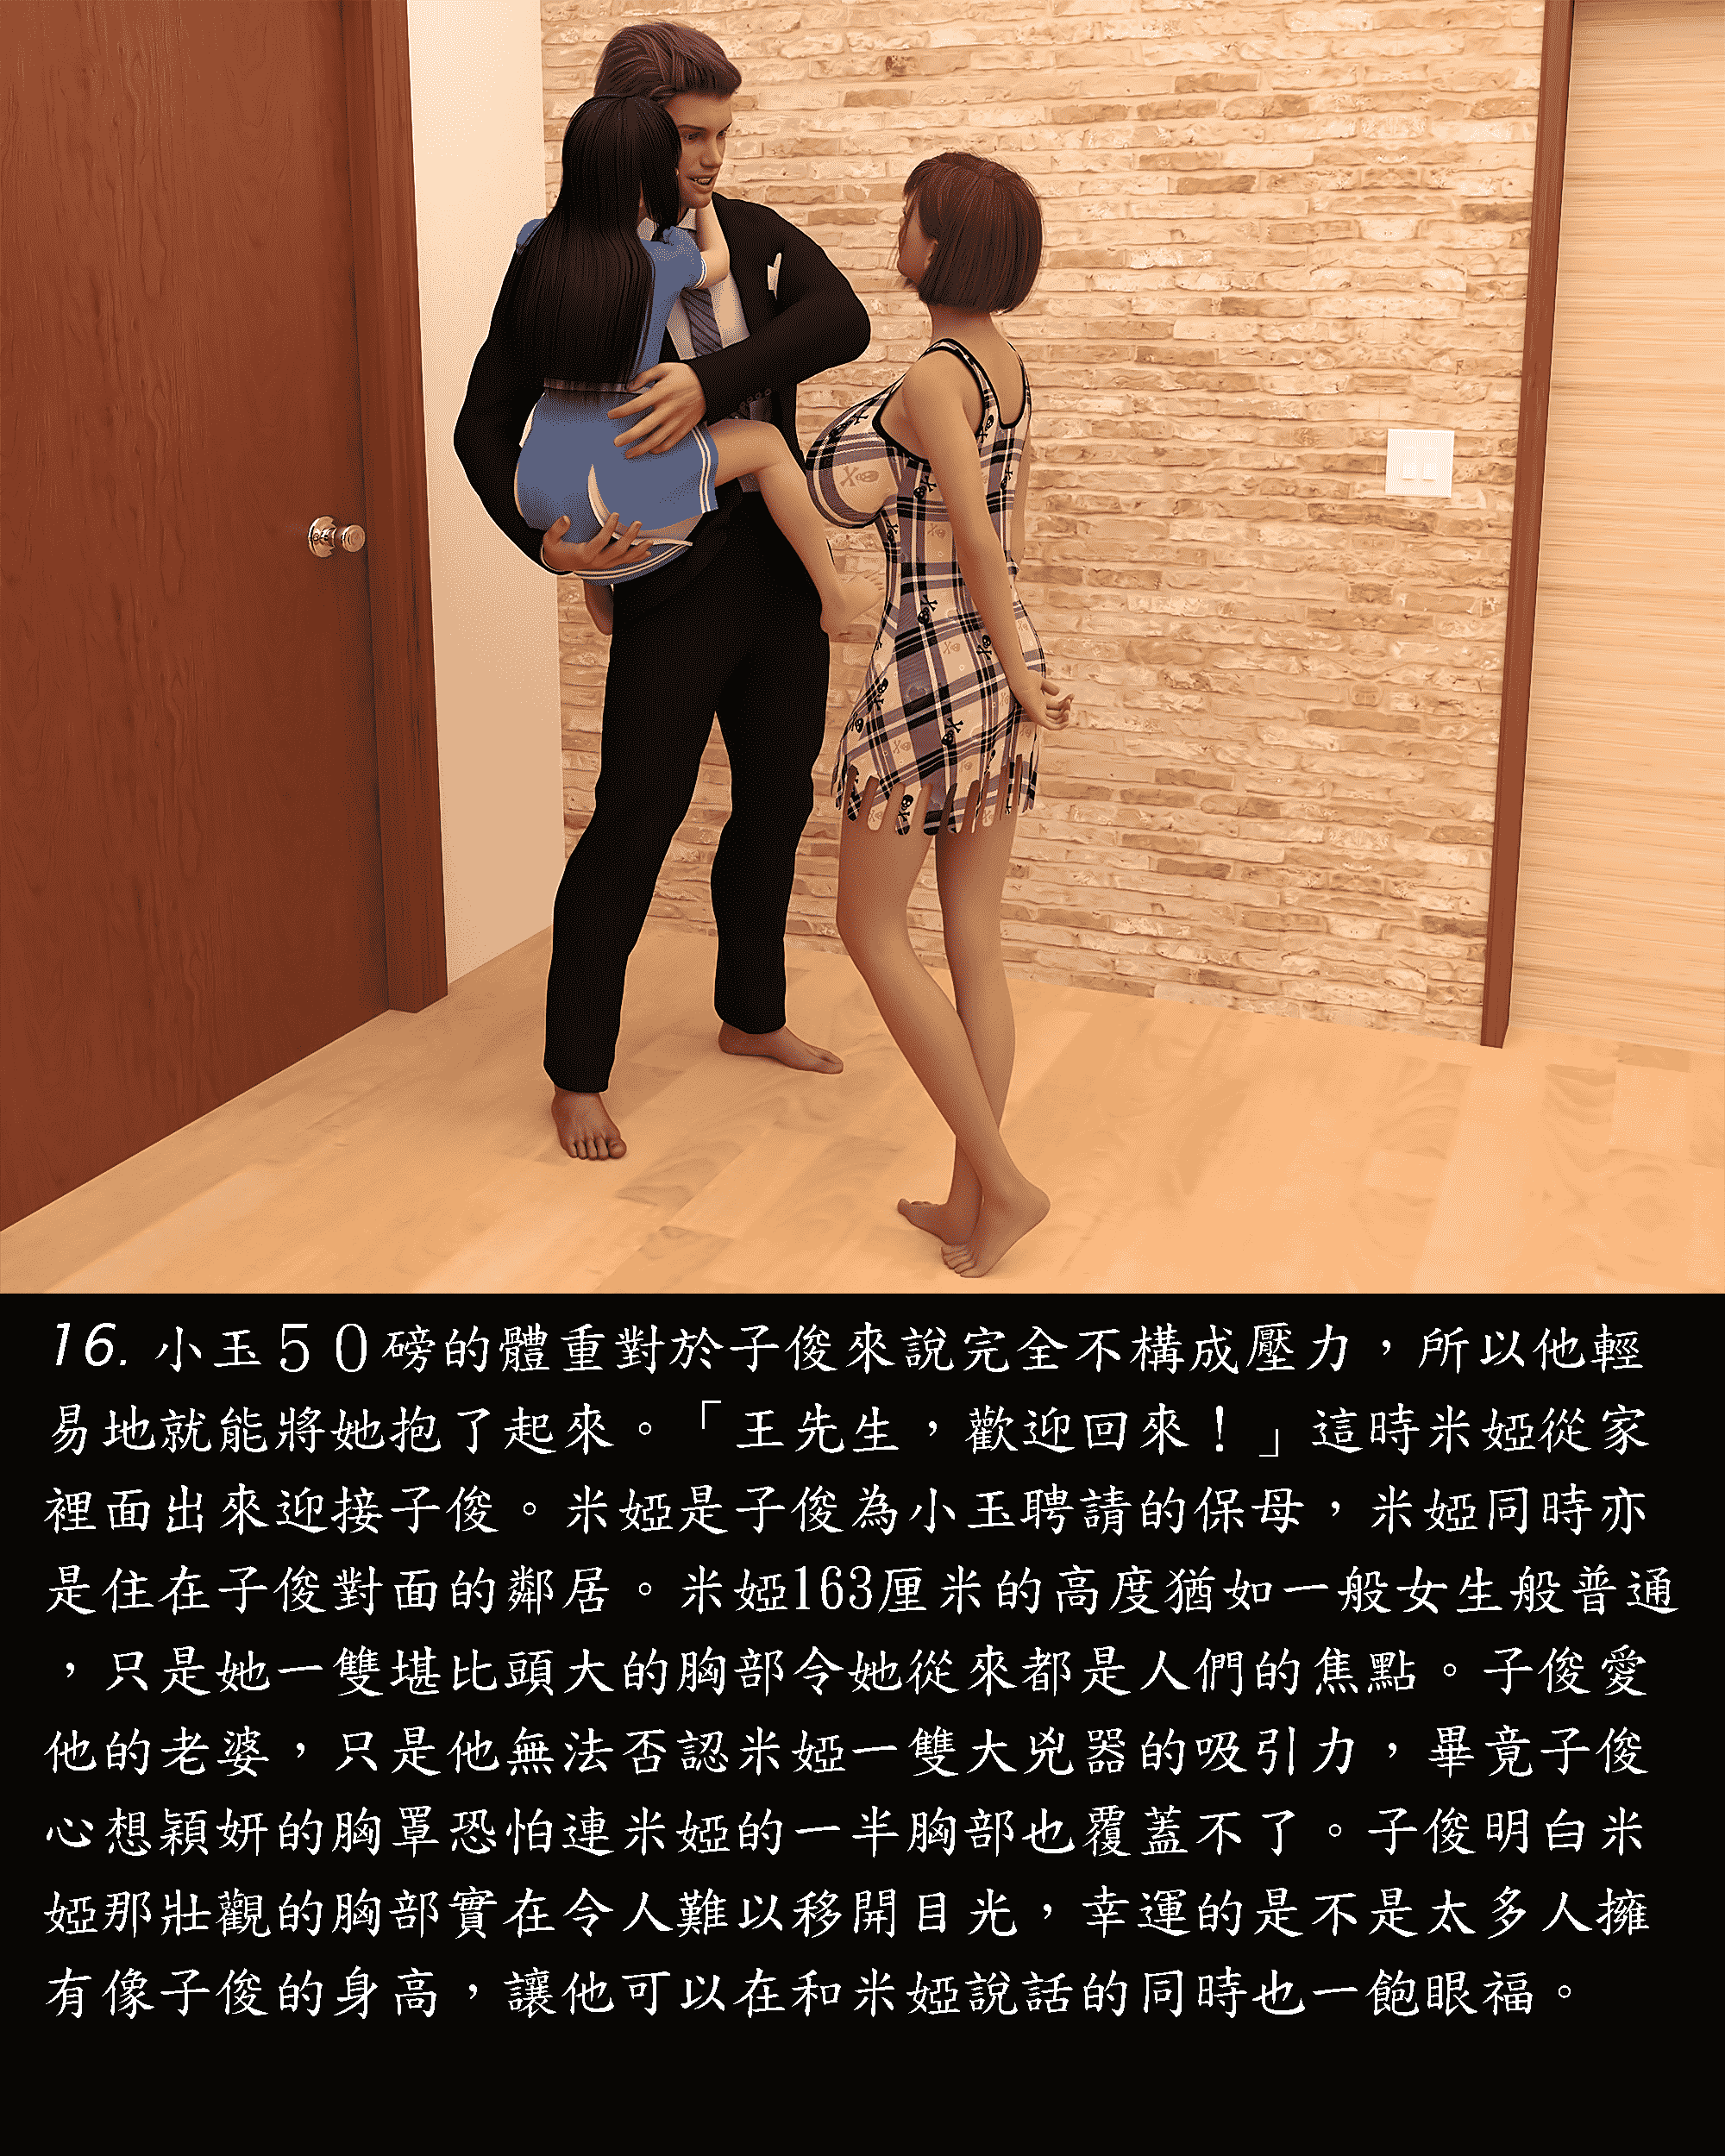 16. 小玉５０磅的體重對於子俊來說完全不構成壓力，所以他輕
易地就能將她抱了起來。「王先生，歡迎回來！」這時米婭從家
裡面出來迎接子俊。米婭是子俊為小玉聘請的保母，米婭同時亦
是住在子俊對面的鄰居。米婭163厘米的高度猶如一般女生般普通
，只是她一雙堪比頭大的胸部令她從來都是人們的焦點。子俊愛
他的老婆，只是他無法否認米婭一雙大兇器的吸引力，畢竟子俊
心想穎妍的胸罩恐怕連米婭的一半胸部也覆蓋不了。子俊明白米
婭那壯觀的胸部實在令人難以移開目光，幸運的是不是太多人擁
有像子俊的身高，讓他可以在和米婭說話的同時也一飽眼福。